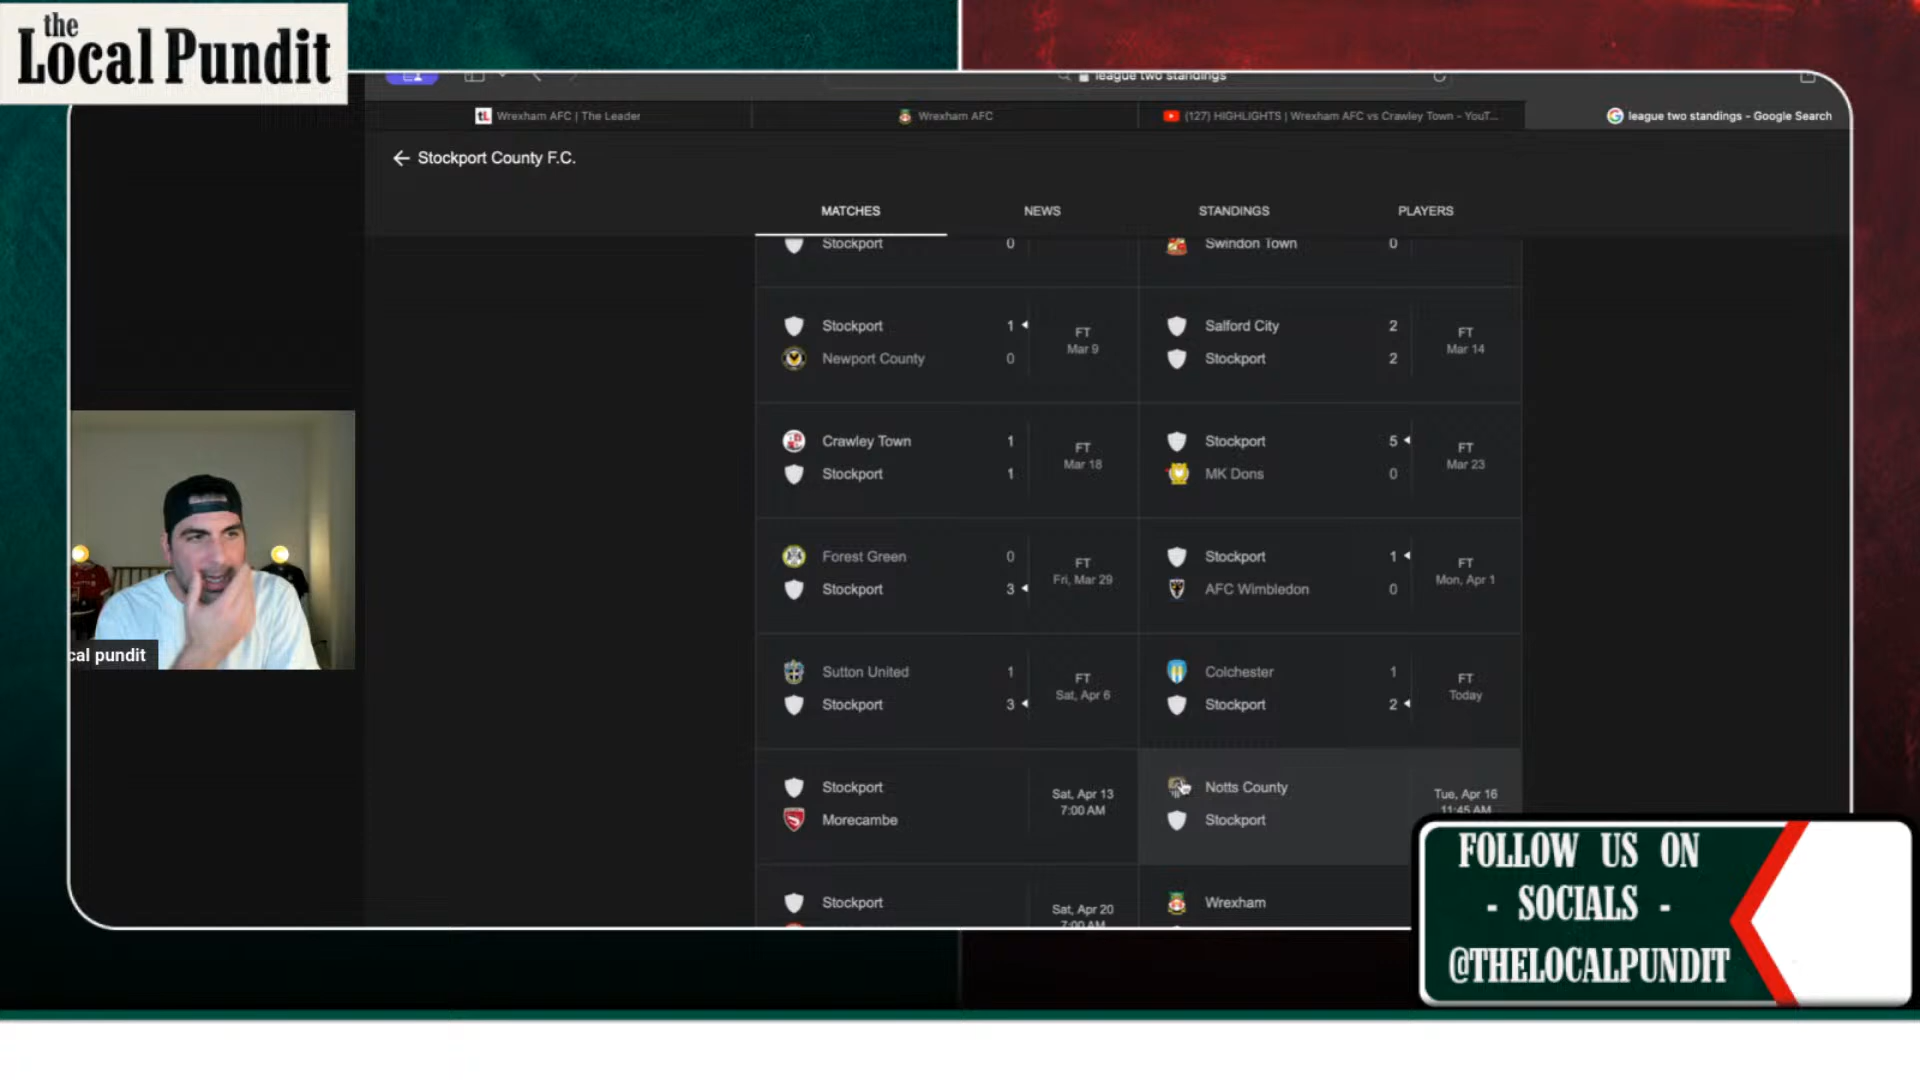 the
Local Pundit
league two standings
Wrexham AFC | The Leader
Wrexham AFC
(127) HIGHLIGHTS | Wrexham AFC vs Crawley Town - YouT...
league two standings - Google Search
Stockport County F.C.
MATCHES
NEWS
STANDINGS
PLAYERS
Stockport 0
Swindon Town 0
Stockport 1
Newport County 0
FT
Mar 9
Salford City 2
Stockport 2
FT
Mar 14
Crawley Town 1
Stockport 1
FT
Mar 18
Stockport 5
MK Dons 0
FT
Mar 23
Forest Green 0
Stockport 3
FT
Fri, Mar 29
Stockport 1
AFC Wimbledon 0
FT
Mon, Apr 1
Sutton United 1
Stockport 3
FT
Sat, Apr 6
Colchester 1
Stockport 2
FT
Today
Stockport
Morecambe
Sat, Apr 13
7:00 AM
Notts County
Stockport
Tue, Apr 16
11:45 AM
Stockport
Sat, Apr 20
7:00 AM
Wrexham
cal pundit
FOLLOW US ON
- SOCIALS -
@THELOCALPUNDIT